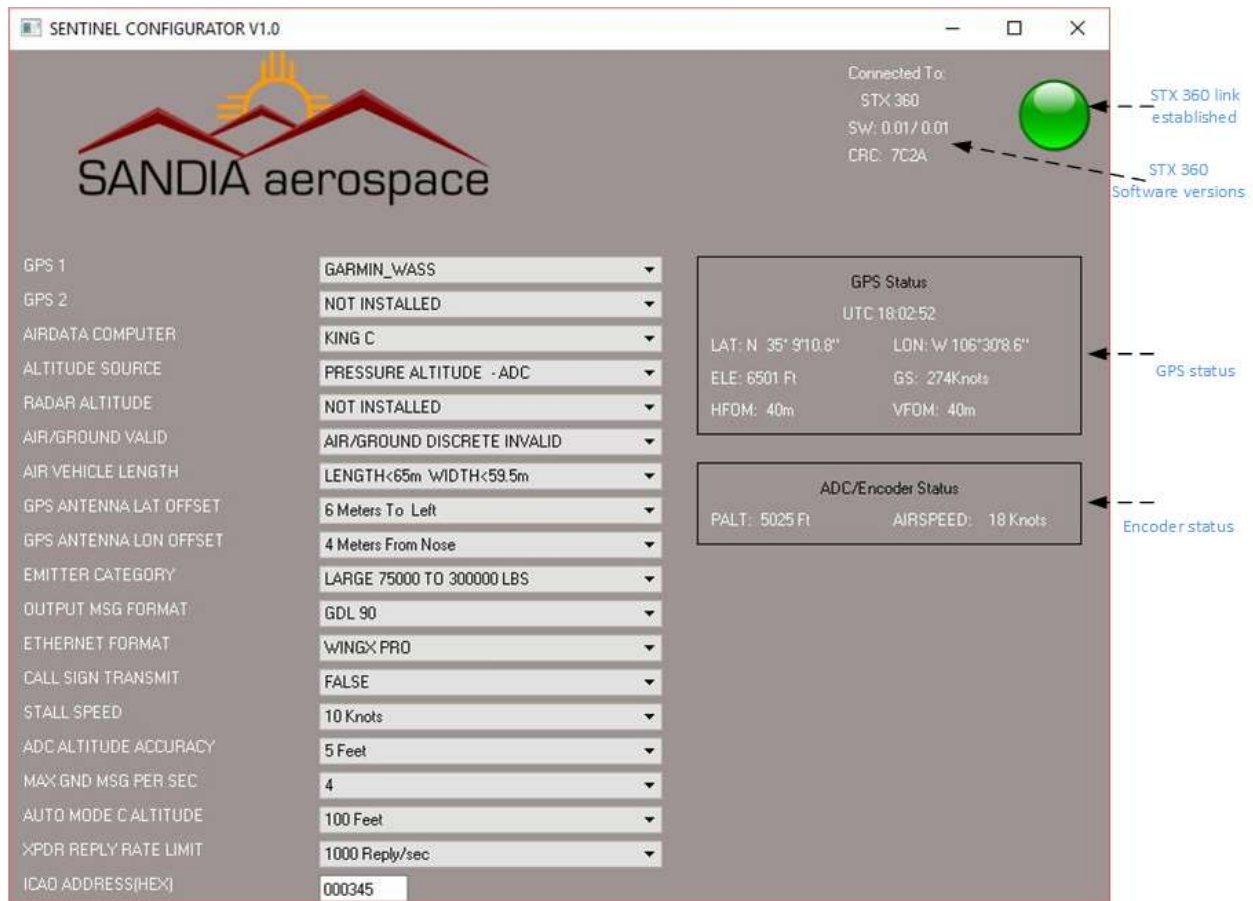 SENTINEL CONFIGURATOR V1.0
SANDIA aerospace
Connected To:
STX 360
SW: 0.01/ 0.01
CRC: 7C2A
STX 360 link
established
STX 360
Software versions
GPS 1 GARMIN_WASS
GPS 2 NOT INSTALLED
AIRDATA COMPUTER KING C
ALTITUDE SOURCE PRESSURE ALTITUDE - ADC
RADAR ALTITUDE NOT INSTALLED
AIR/GROUND VALID AIR/GROUND DISCRETE INVALID
AIR VEHICLE LENGTH LENGTH<65m WIDTH<59.5m
GPS ANTENNA LAT OFFSET 6 Meters To Left
GPS ANTENNA LON OFFSET 4 Meters From Nose
EMITTER CATEGORY LARGE 75000 TO 300000 LBS
OUTPUT MSG FORMAT GDL 90
ETHERNET FORMAT WINGX PRO
CALL SIGN TRANSMIT FALSE
STALL SPEED 10 Knots
ADC ALTITUDE ACCURACY 5 Feet
MAX GND MSG PER SEC 4
AUTO MODE C ALTITUDE 100 Feet
XPDR REPLY RATE LIMIT 1000 Reply/sec
ICAO ADDRESS(HEX) 000345
GPS Status
UTC 18:02:52
LAT: N 35° 9'10.8'' LON: W 106°30'8.6''
ELE: 6501 Ft GS: 274Knots
HFOM: 40m VFOM: 40m
GPS status
ADC/Encoder Status
PALT: 5025 Ft AIRSPEED: 18 Knots
Encoder status